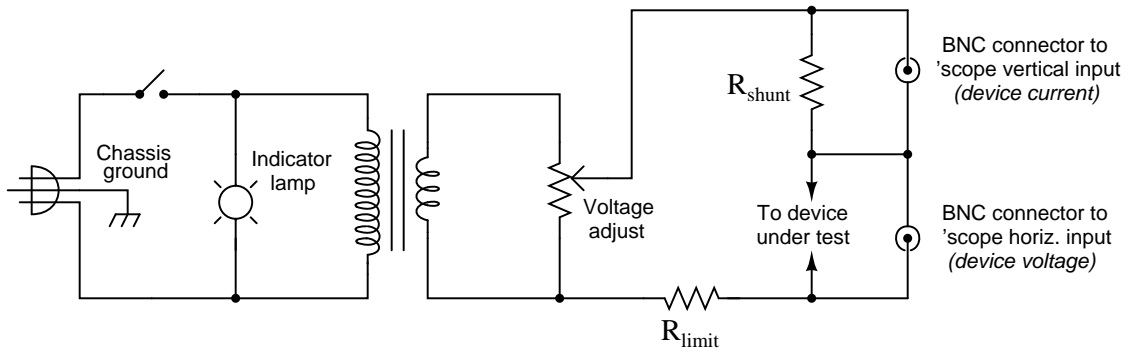 Chassis
ground
Indicator
lamp
Voltage
adjust
R_limit
R_shunt
To device
under test
BNC connector to
’scope vertical input
(device current)
BNC connector to
’scope horiz. input
(device voltage)